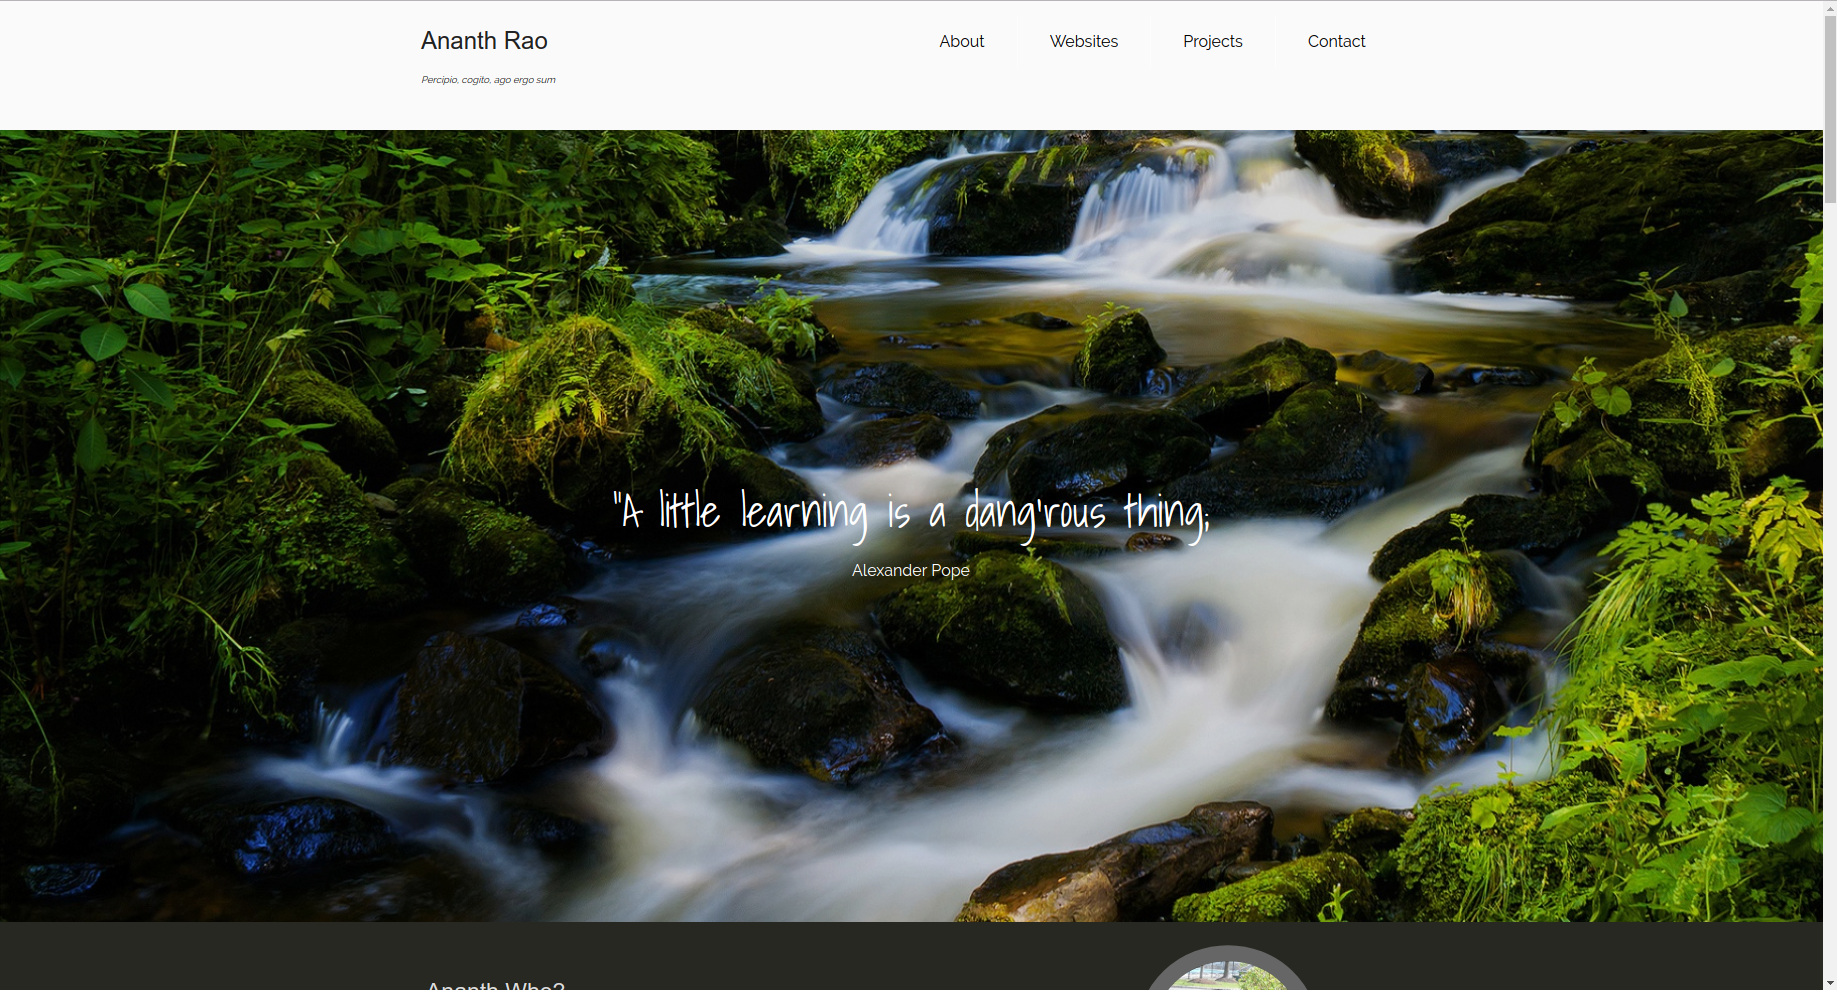 Ananth Rao
About Websites Projects Contact
Percipio, cogito, ago ergo sum
"A little learning is a dang'rous thing;
Alexander Pope
Ananth Who?